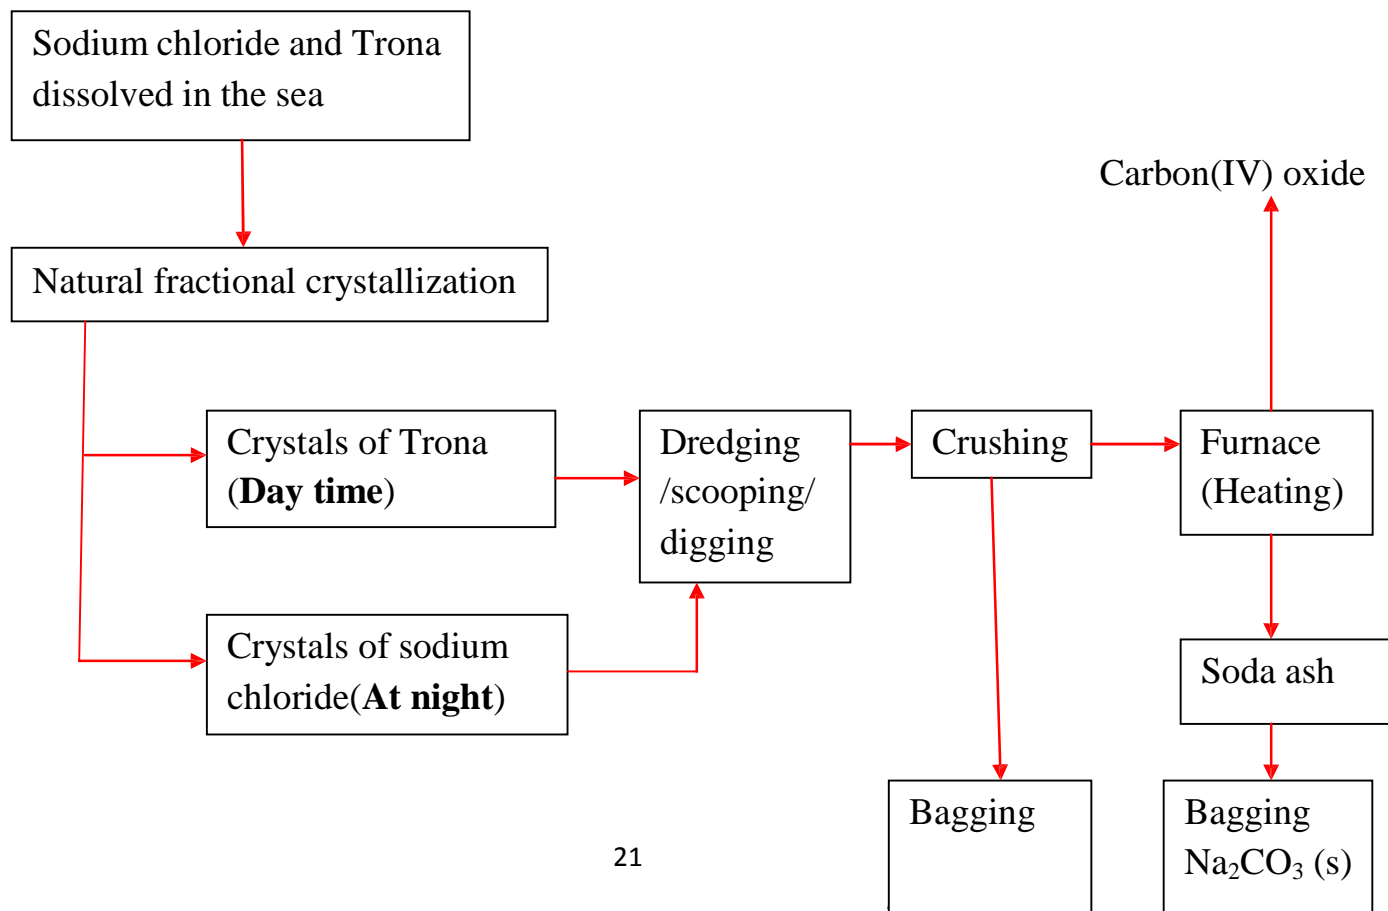 Sodium chloride and Trona
dissolved in the sea
Carbon(IV) oxide
Natural fractional crystallization
Crystals of Trona
(Day time)
Dredging
/scooping/
digging
Crushing
Furnace
(Heating)
Crystals of sodium
chloride(At night)
Soda ash
Bagging
Bagging
Na₂CO₃ (s)
21